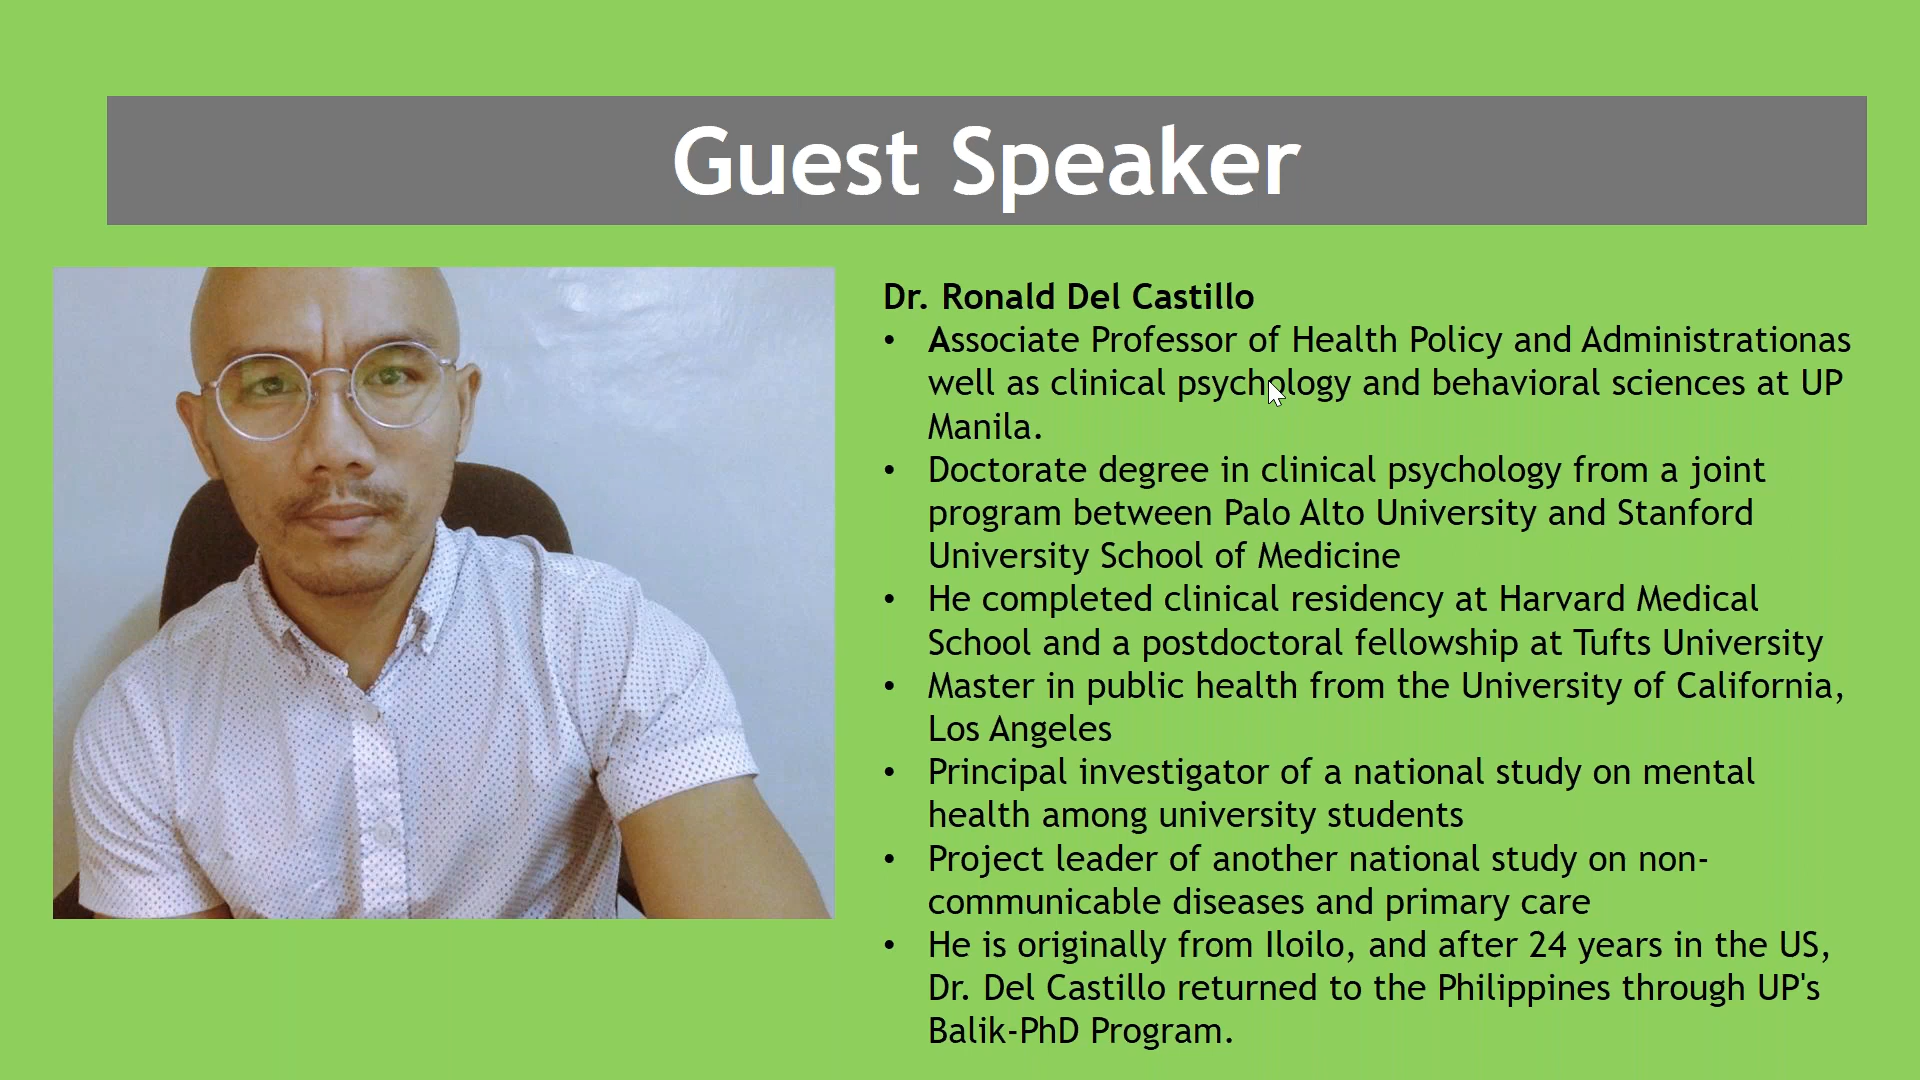 Guest Speaker
Dr. Ronald Del Castillo
• Associate Professor of Health Policy and Administrationas
well as clinical psychology and behavioral sciences at UP
Manila.
• Doctorate degree in clinical psychology from a joint
program between Palo Alto University and Stanford
University School of Medicine
• He completed clinical residency at Harvard Medical
School and a postdoctoral fellowship at Tufts University
• Master in public health from the University of California,
Los Angeles
• Principal investigator of a national study on mental
health among university students
• Project leader of another national study on non-
communicable diseases and primary care
• He is originally from Iloilo, and after 24 years in the US,
Dr. Del Castillo returned to the Philippines through UP's
Balik-PhD Program.